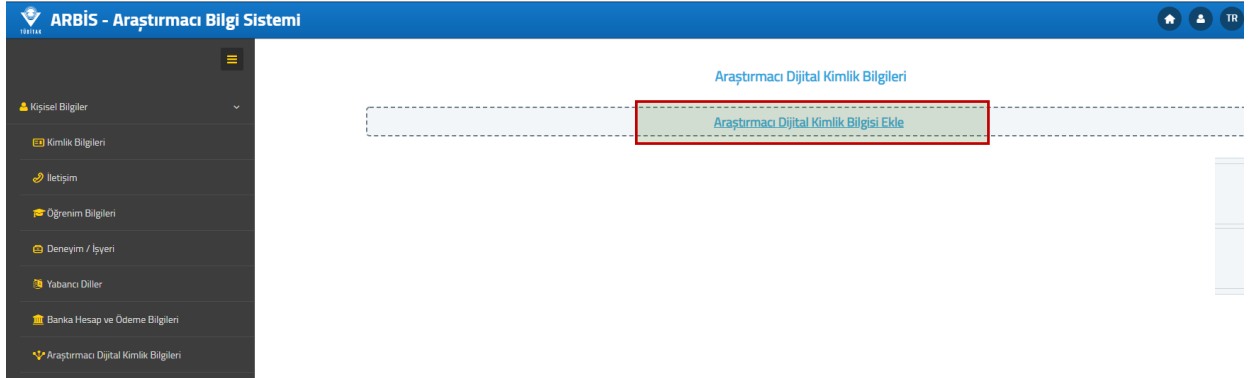 TÜBİTAK
ARBİS - Araştırmacı Bilgi Sistemi
TR
Kişisel Bilgiler
Kimlik Bilgileri
İletişim
Öğrenim Bilgileri
Deneyim / İşyeri
Yabancı Diller
Banka Hesap ve Ödeme Bilgileri
Araştırmacı Dijital Kimlik Bilgileri
Araştırmacı Dijital Kimlik Bilgileri
Araştırmacı Dijital Kimlik Bilgisi Ekle